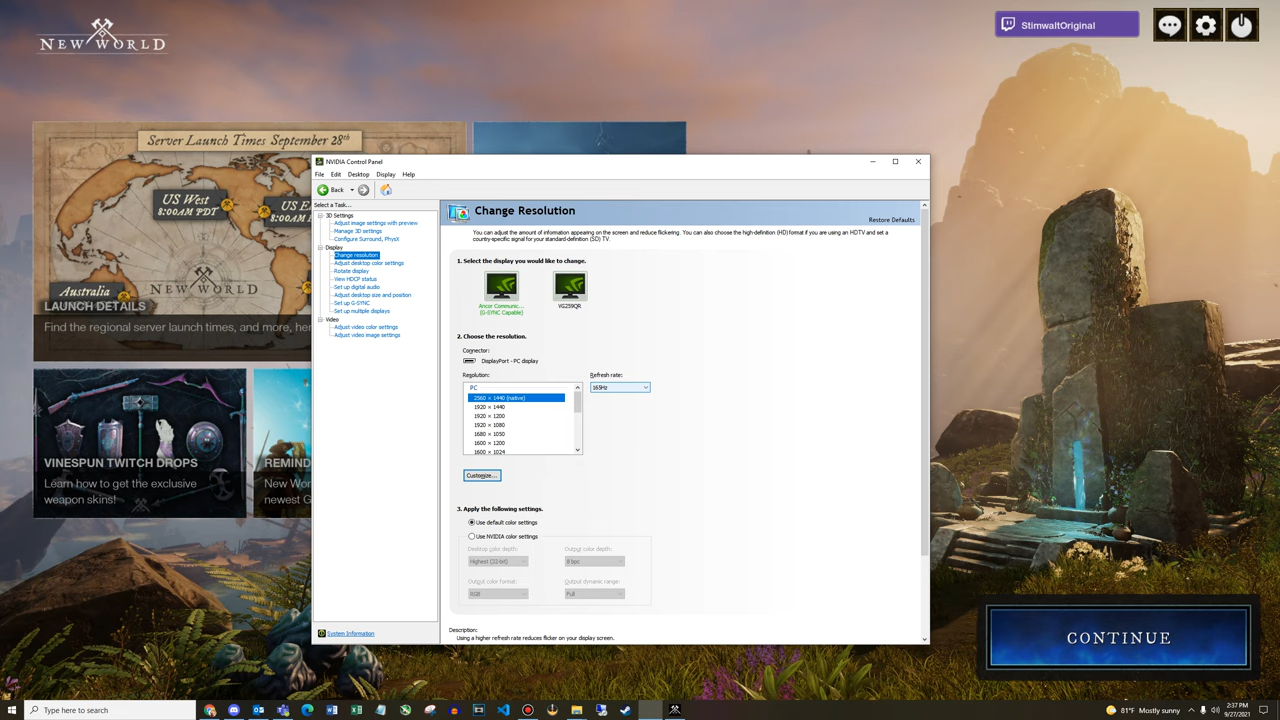 NEW WORLD
StimwaltOriginal
Server Launch Times September 28th
US West
8:00AM PDT
US E
8:00AM
Australia
NEW WORLD
LAUNCH DETAILS
Find the regional server launch times, and more, her
VINESPUN TWITCH DROPS
Learn how to get the exclusive
weapon skins!
REMIND
New Wor
newest G
NVIDIA Control Panel
File Edit Desktop Display Help
Back
Select a Task...
3D Settings
Adjust image settings with preview
Manage 3D settings
Configure Surround, PhysX
Display
Change resolution
Adjust desktop color settings
Rotate display
View HDCP status
Set up digital audio
Adjust desktop size and position
Set up G-SYNC
Set up multiple displays
Video
Adjust video color settings
Adjust video image settings
System Information
Change Resolution
Restore Defaults
You can adjust the amount of information appearing on the screen and reduce flickering. You can also choose the high-definition (HD) format if you are using an HDTV and set a
country-specific signal for your standard-definition (SD) TV.
1. Select the display you would like to change.
Ancor Communic...
(G-SYNC Capable)
VG259QR
2. Choose the resolution.
Connector:
DisplayPort - PC display
Resolution:
Refresh rate:
PC
165Hz
2560 × 1440 (native)
1920 × 1440
1920 × 1200
1920 × 1080
1680 × 1050
1600 × 1200
1600 × 1024
Customize...
3. Apply the following settings.
Use default color settings
Use NVIDIA color settings
Desktop color depth:
Output color depth:
Highest (32-bit)
8 bpc
Output color format:
Output dynamic range:
RGB
Full
Description:
Using a higher refresh rate reduces flicker on your display screen.
CONTINUE
Type here to search
81°F Mostly sunny
2:37 PM
9/27/2021